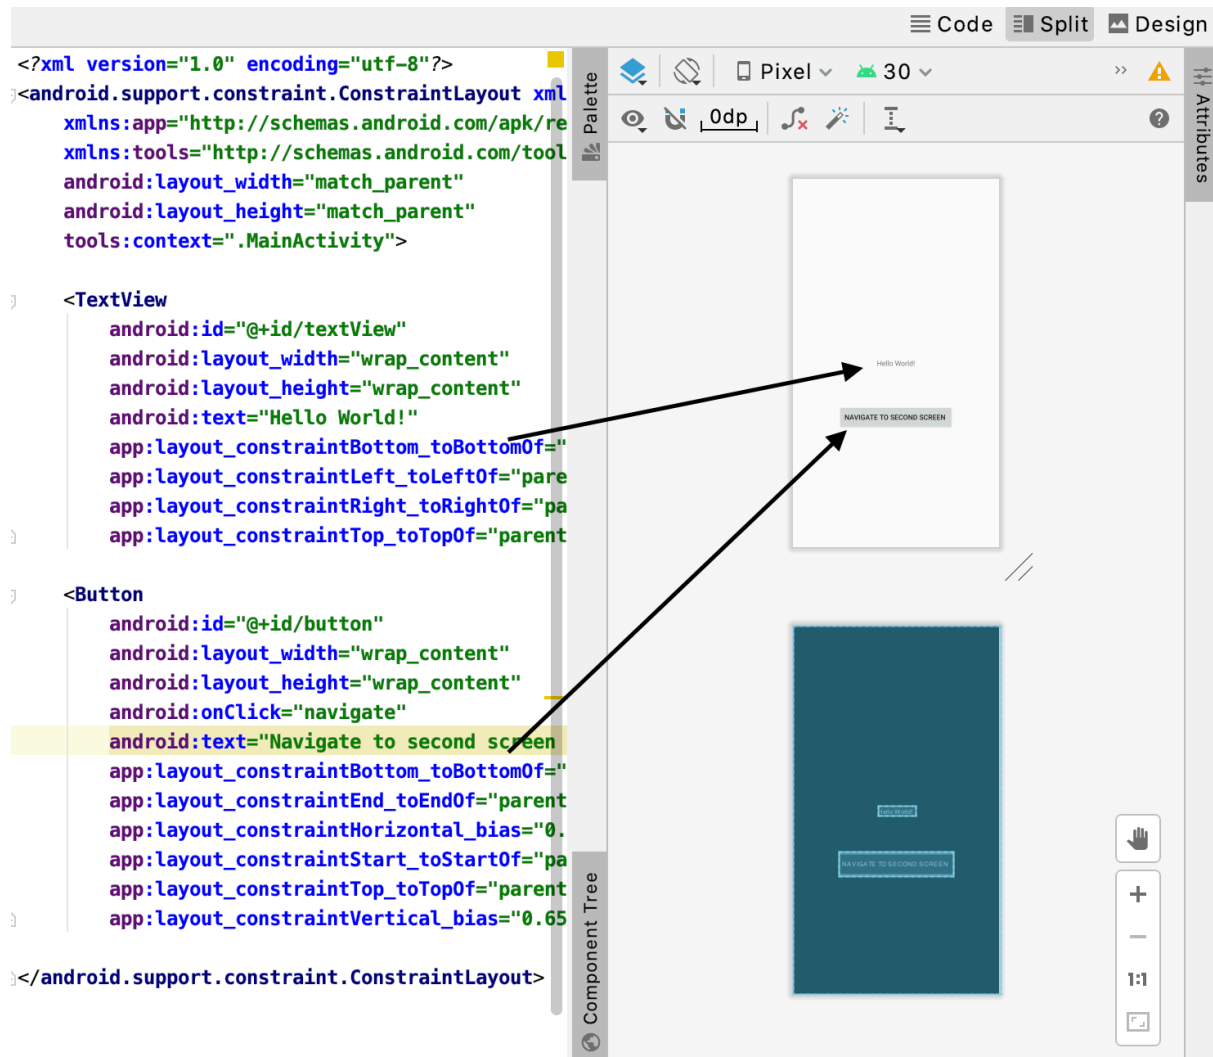 Code Split Design
<?xml version="1.0" encoding="utf-8"?>
<android.support.constraint.ConstraintLayout xml
xmlns:app="http://schemas.android.com/apk/re
xmlns:tools="http://schemas.android.com/tool
android:layout_width="match_parent"
android:layout_height="match_parent"
tools:context=".MainActivity">
<TextView
android:id="@+id/textView"
android:layout_width="wrap_content"
android:layout_height="wrap_content"
android:text="Hello World!"
app:layout_constraintBottom_toBottomOf="
app:layout_constraintLeft_toLeftOf="pare
app:layout_constraintRight_toRightOf="pa
app:layout_constraintTop_toTopOf="parent
<Button
android:id="@+id/button"
android:layout_width="wrap_content"
android:layout_height="wrap_content"
android:onClick="navigate"
android:text="Navigate to second screen
app:layout_constraintBottom_toBottomOf="
app:layout_constraintEnd_toEndOf="parent
app:layout_constraintHorizontal_bias="0.
app:layout_constraintStart_toStartOf="pa
app:layout_constraintTop_toTopOf="parent
app:layout_constraintVertical_bias="0.65
</android.support.constraint.ConstraintLayout>
Palette
Component Tree
Pixel 30
0dp
Hello World!
NAVIGATE TO SECOND SCREEN
Hello World!
NAVIGATE TO SECOND SCREEN
1:1
Attributes